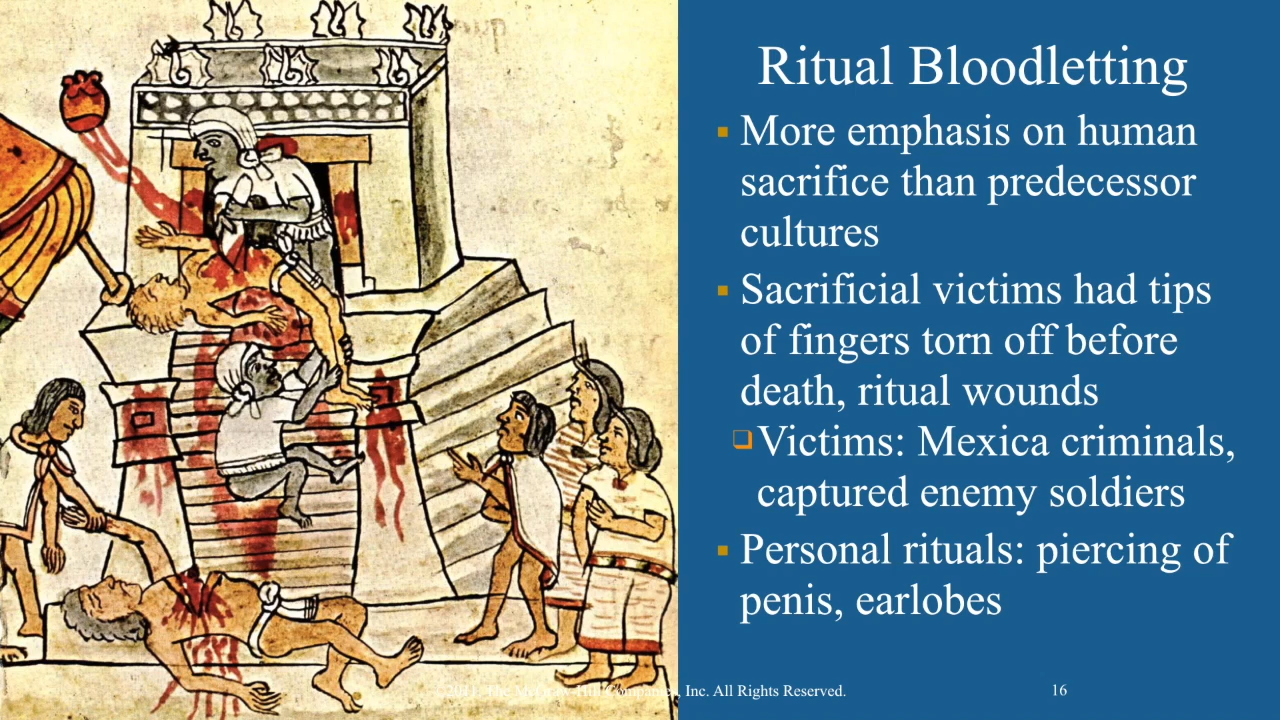 Ritual Bloodletting
▪ More emphasis on human
sacrifice than predecessor
cultures
▪ Sacrificial victims had tips
of fingers torn off before
death, ritual wounds
❑Victims: Mexica criminals,
captured enemy soldiers
▪ Personal rituals: piercing of
penis, earlobes
The McGraw-Hill Companies, Inc. All Rights Reserved.
16